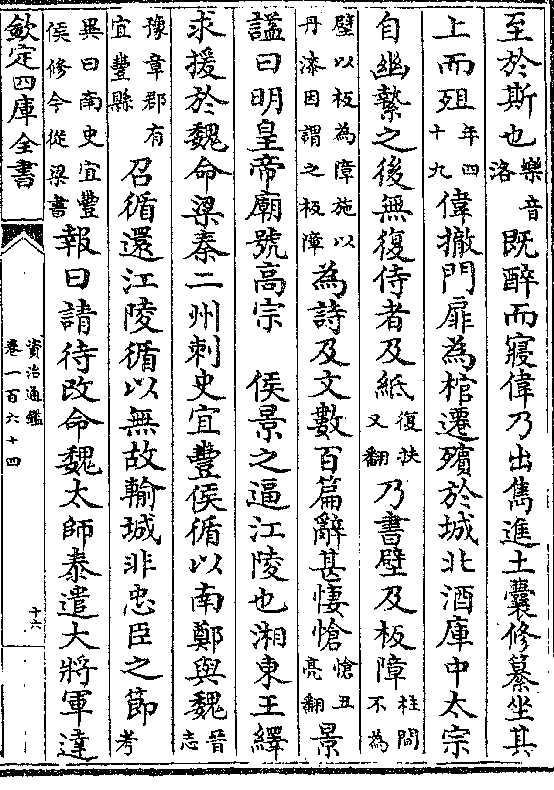 至於斯也樂音洛既醉而寢偉乃出儁進土囊修纂坐其
上而殂年四十九偉撤門扉為棺遷殯於城北酒庫中太宗
自幽縶之後無復侍者及紙復扶又翻乃書壁及板障柱間不為
壁以板為障施以丹漆因謂之板障為詩及文數百篇辭甚悽愴愴丑亮翻景
諡曰明皇帝廟號高宗　侯景之逼江陵也湘東王繹
求援於魏命梁秦二州刺史宜豐侯循以南鄭與魏晉志
豫章郡有宜豐縣召循還江陵循以無故輸城非忠臣之節考
異曰南史宜豐侯修今從梁書報曰請待改命魏太師泰遣大將軍達
欽定四庫全書
資治通鑑
卷一百六十四
十六